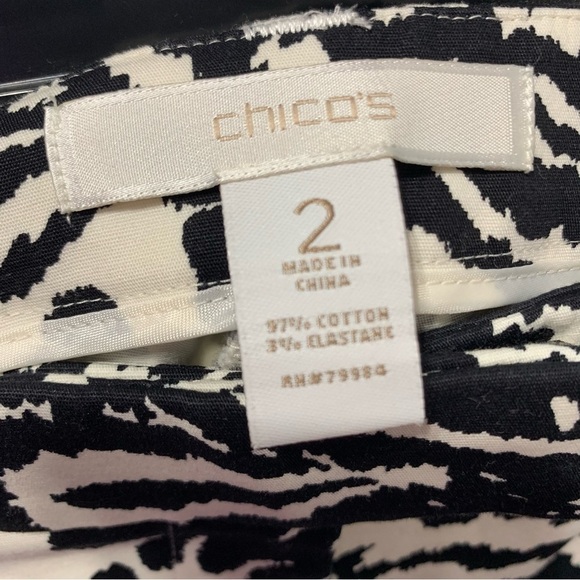 chico's
2
MADE IN
CHINA
97% COTTON
3% ELASTANE
RN#79984